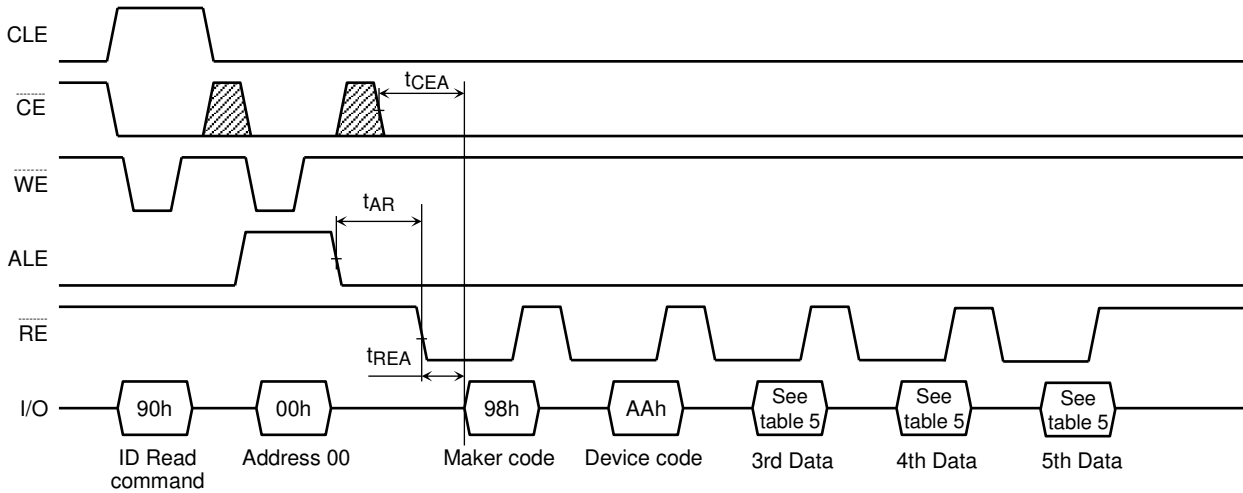 CLE
tCEA
CE
WE
tAR
ALE
RE
tREA
I/O
90h
00h
98h
AAh
See
table 5
See
table 5
See
table 5
ID Read
command
Address 00
Maker code
Device code
3rd Data
4th Data
5th Data